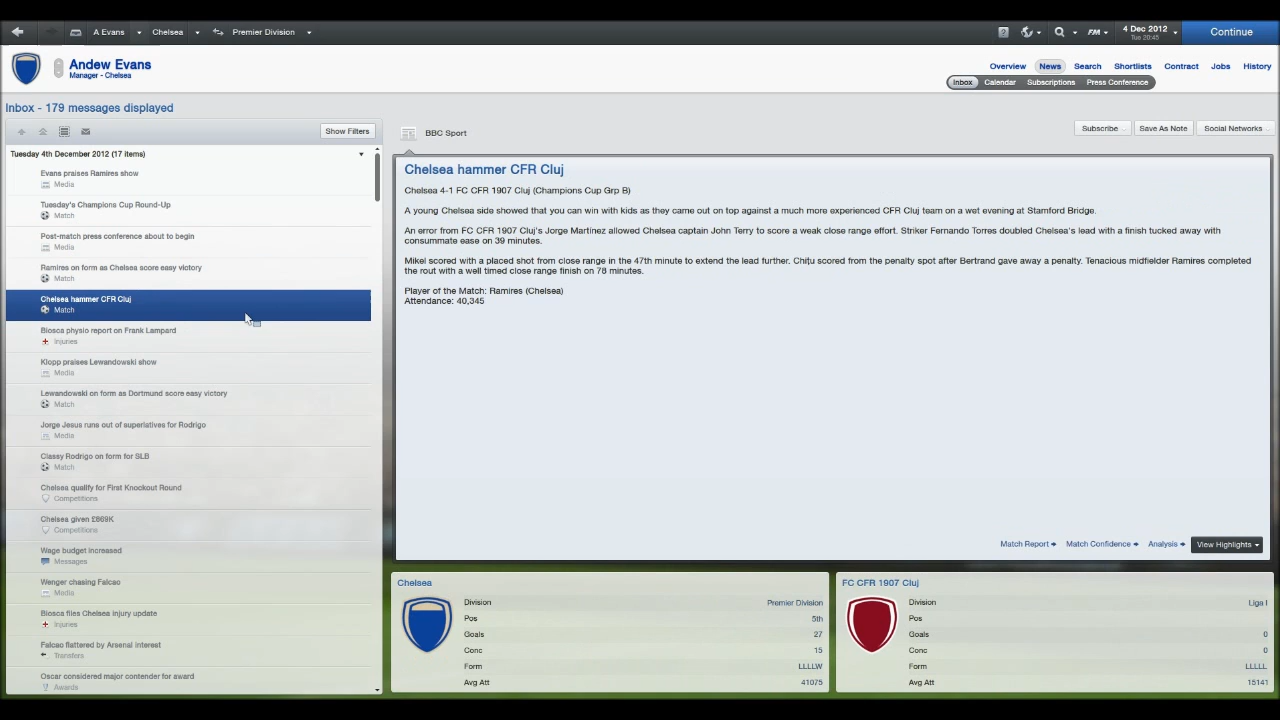 A Evans
Chelsea
Premier Division
FM
4 Dec 2012
Tue 20:45
Continue
Andew Evans
Manager - Chelsea
Overview
News
Search
Shortlists
Contract
Jobs
History
Inbox
Calendar
Subscriptions
Press Conference
Inbox - 179 messages displayed
Show Filters
BBC Sport
Subscribe
Save As Note
Social Networks
Tuesday 4th December 2012 (17 items)
Evans praises Ramires show
Media
Tuesday's Champions Cup Round-Up
Match
Post-match press conference about to begin
Media
Ramires on form as Chelsea score easy victory
Match
Chelsea hammer CFR Cluj
Match
Biosca physio report on Frank Lampard
Injuries
Klopp praises Lewandowski show
Media
Lewandowski on form as Dortmund score easy victory
Match
Jorge Jesus runs out of superlatives for Rodrigo
Media
Classy Rodrigo on form for SLB
Match
Chelsea qualify for First Knockout Round
Competitions
Chelsea given £869K
Competitions
Wage budget increased
Messages
Wenger chasing Falcao
Media
Biosca files Chelsea injury update
Injuries
Falcao flattered by Arsenal interest
Transfers
Oscar considered major contender for award
Awards
Chelsea hammer CFR Cluj
Chelsea 4-1 FC CFR 1907 Cluj (Champions Cup Grp B)
A young Chelsea side showed that you can win with kids as they came out on top against a much more experienced CFR Cluj team on a wet evening at Stamford Bridge.
An error from FC CFR 1907 Cluj's Jorge Martínez allowed Chelsea captain John Terry to score a weak close range effort. Striker Fernando Torres doubled Chelsea's lead with a finish tucked away with
consummate ease on 39 minutes.
Mikel scored with a placed shot from close range in the 47th minute to extend the lead further. Chițu scored from the penalty spot after Bertrand gave away a penalty. Tenacious midfielder Ramires completed
the rout with a well timed close range finish on 78 minutes.
Player of the Match: Ramires (Chelsea)
Attendance: 40,345
Match Report
Match Confidence
Analysis
View Highlights
Chelsea
Division Premier Division
Pos 5th
Goals 27
Conc 15
Form LLLLW
Avg Att 41075
FC CFR 1907 Cluj
Division Liga I
Pos
Goals 0
Conc 0
Form LLLLL
Avg Att 15141